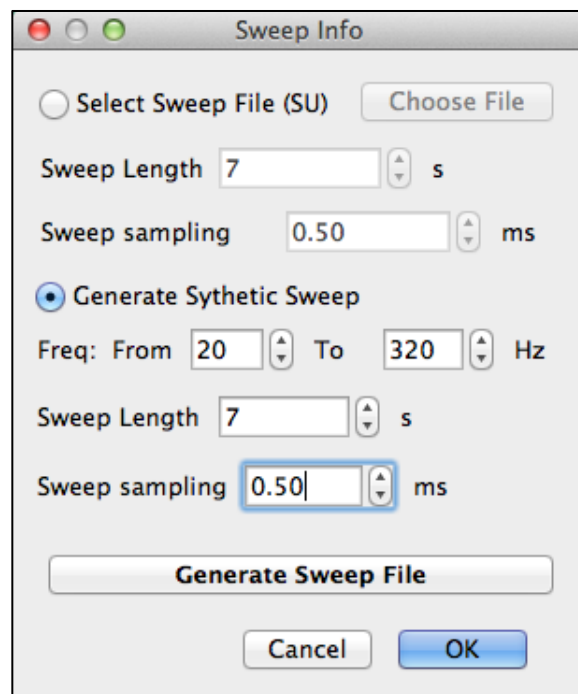 Sweep Info
Select Sweep File (SU) Choose File
Sweep Length 7 s
Sweep sampling 0.50 ms
Generate Sythetic Sweep
Freq: From 20 To 320 Hz
Sweep Length 7 s
Sweep sampling 0.50 ms
Generate Sweep File
Cancel OK